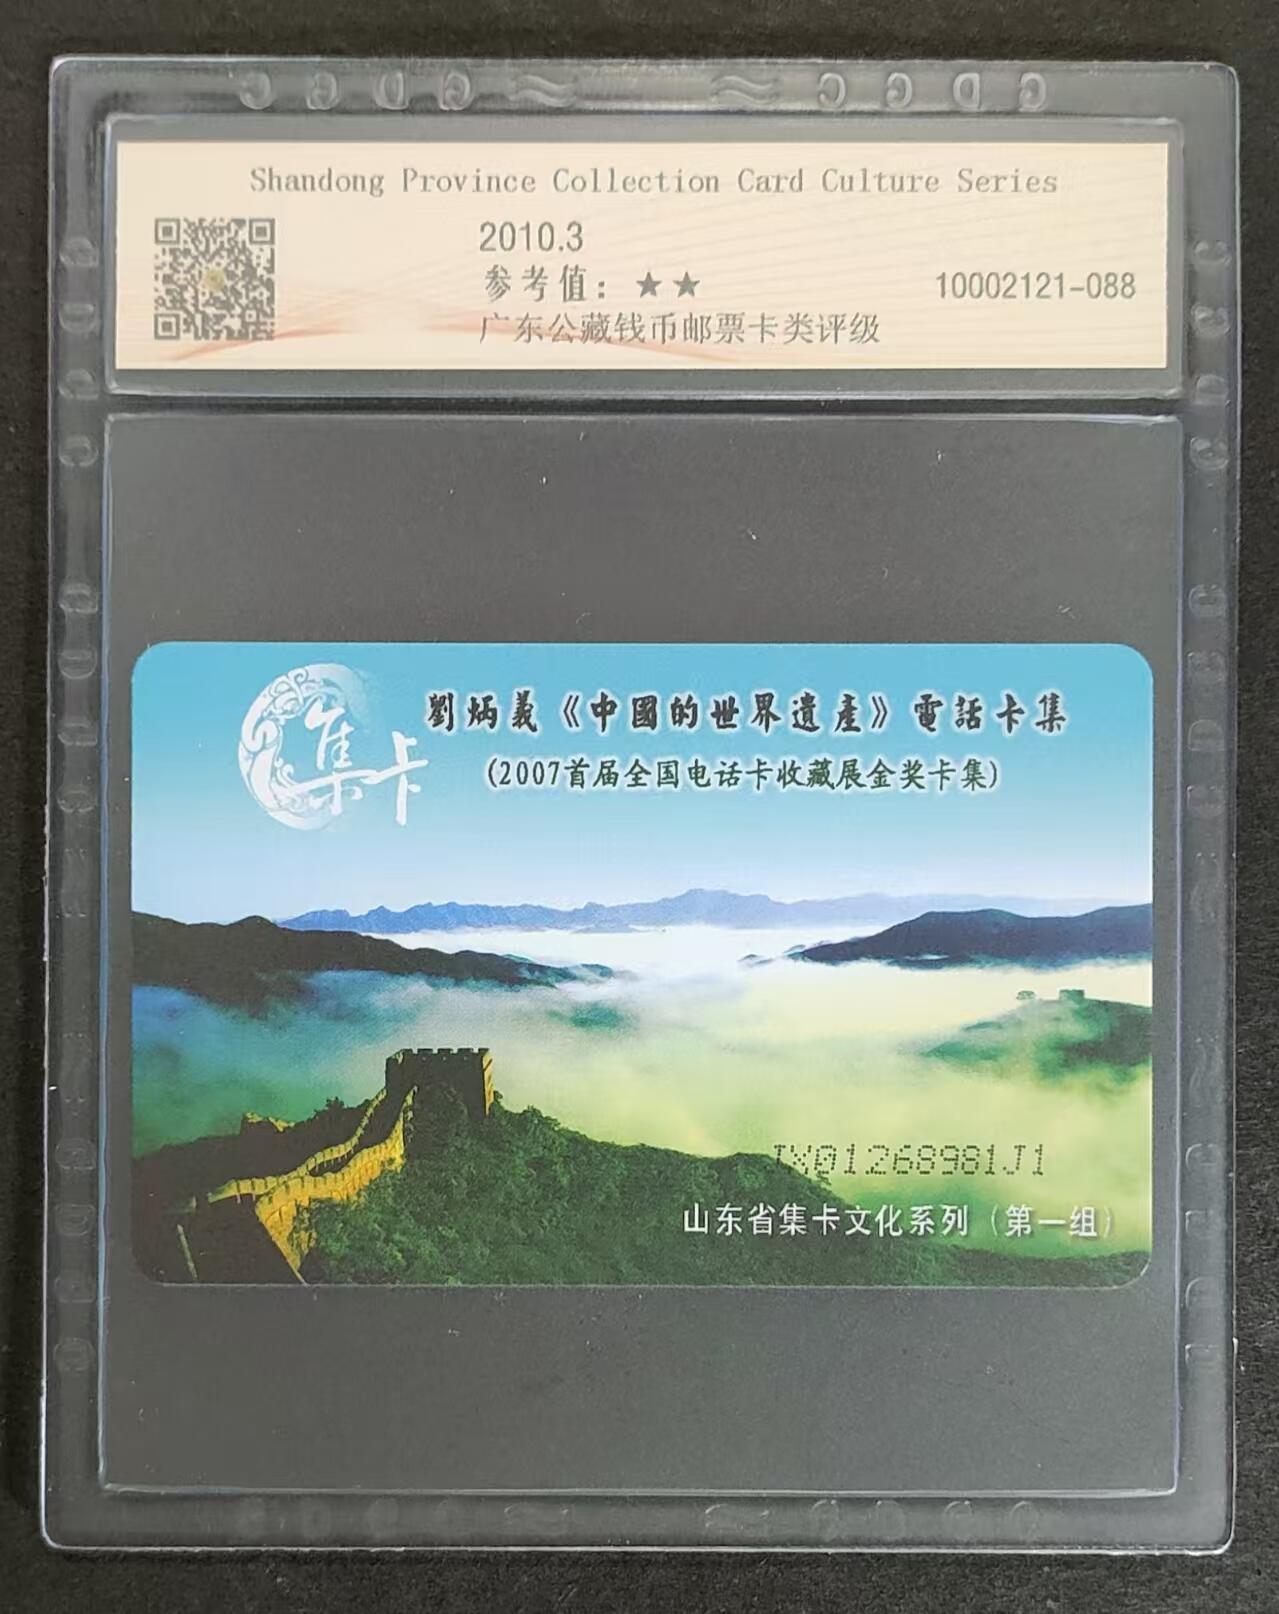 C G D G ≈ ≈ C G D G
Shandong Province Collection Card Culture Series
2010.3
参考值：★★
10002121-088
广东公藏钱币邮票卡类评级
集卡
劉炳義《中國的世界遺產》電話卡集
(2007首届全国电话卡收藏展金奖卡集)
JX01268981J1
山东省集卡文化系列（第一组）